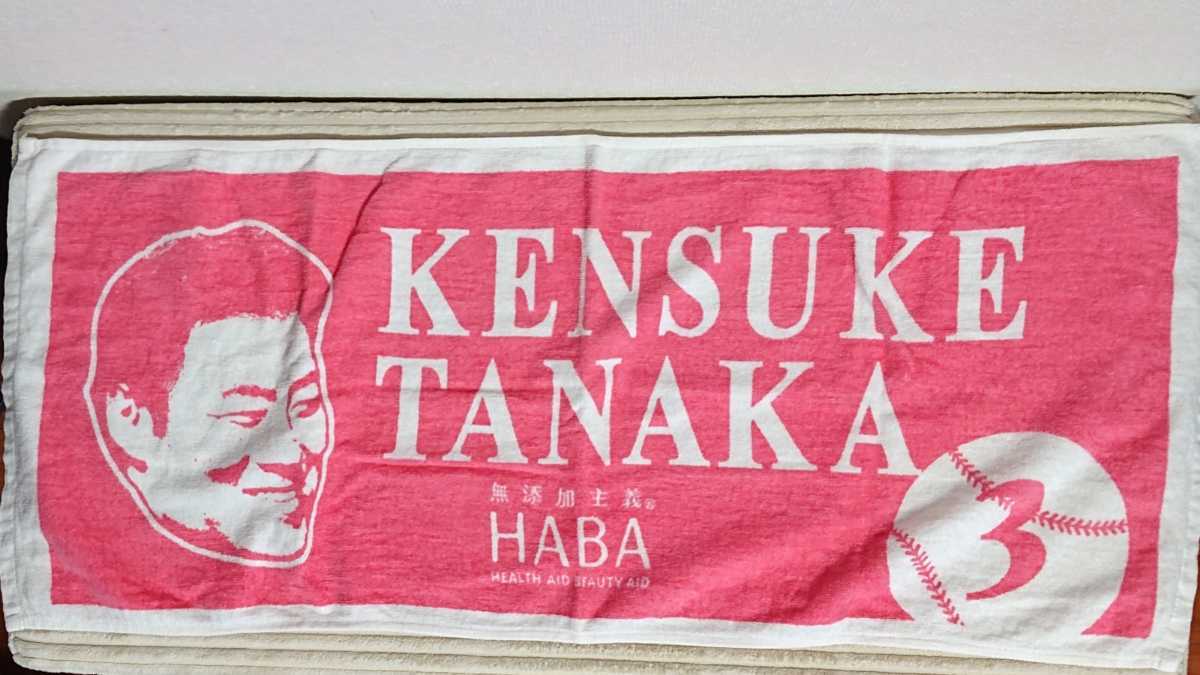 KENSUKE
TANAKA
無添加主義®
HABA
HEALTH AID BEAUTY AID
3